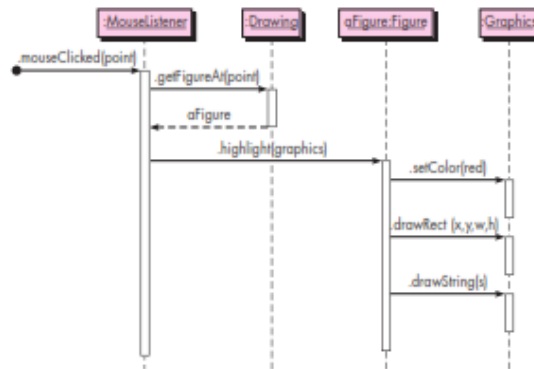 :MouseListener
:Drawing
aFigure:Figure
:Graphics
.mouseClicked(point)
.getFigureAt(point)
aFigure
.highlight(graphics)
.setColor(red)
.drawRect (x,y,w,h)
.drawString(s)